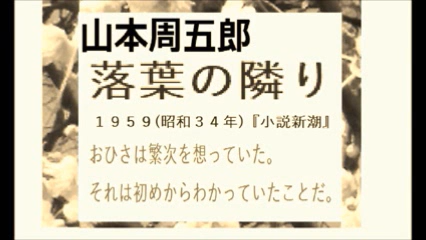 山本周五郎
落葉の隣り
１９５９(昭和３４年)『小説新潮』
おひさは繁次を想っていた。
それは初めからわかっていたことだ。